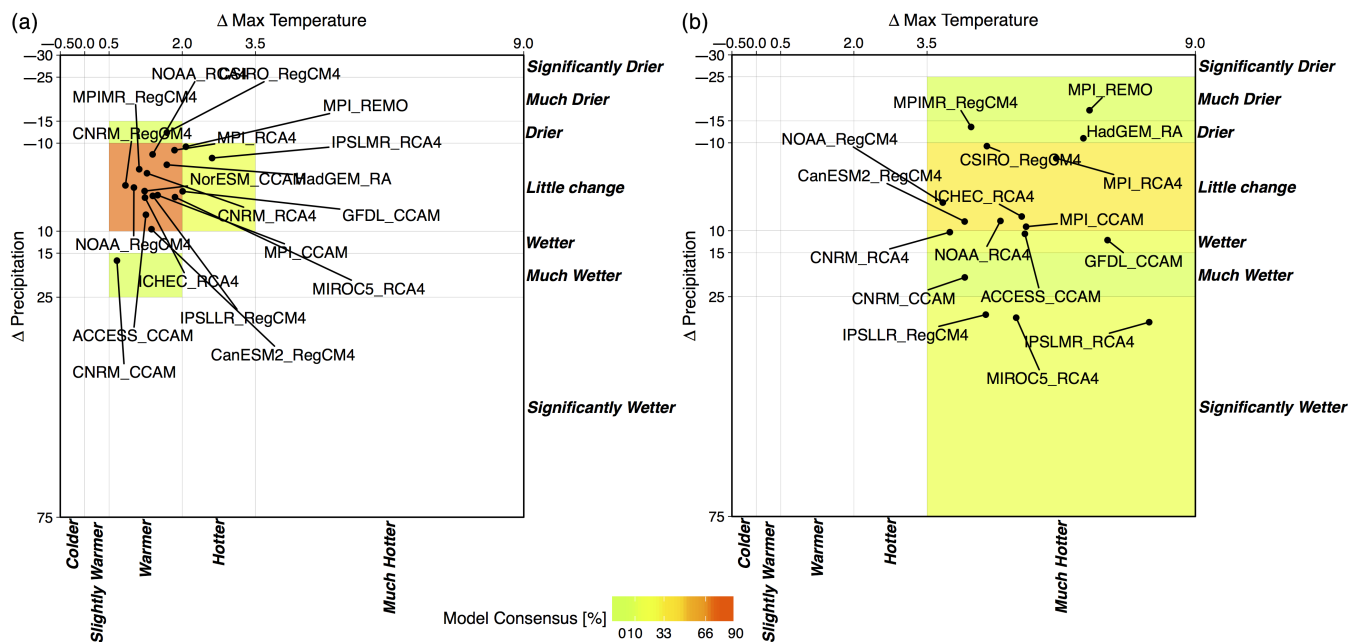 (a)
Δ Max Temperature
—0.50.0 0.5 2.0 3.5 9.0
—30
—25
—15
—10
10
15
25
75
Δ Precipitation
NOAA_RCA4
CSIRO_RegCM4
MPIMR_RegCM4
MPI_REMO
CNRM_RegCM4
MPI_RCA4
IPSLMR_RCA4
NorESM_CCAM
HadGEM_RA
CNRM_RCA4
GFDL_CCAM
NOAA_RegCM4
MPI_CCAM
ICHEC_RCA4
MIROC5_RCA4
IPSLLR_RegCM4
ACCESS_CCAM
CanESM2_RegCM4
CNRM_CCAM
Significantly Drier
Much Drier
Drier
Little change
Wetter
Much Wetter
Significantly Wetter
Colder
Slightly Warmer
Warmer
Hotter
Much Hotter
(b)
Δ Max Temperature
—0.50.0 0.5 2.0 3.5 9.0
—30
—25
—15
—10
10
15
25
75
Δ Precipitation
MPI_REMO
MPIMR_RegCM4
HadGEM_RA
NOAA_RegCM4
CSIRO_RegCM4
CanESM2_RegCM4
MPI_RCA4
ICHEC_RCA4
MPI_CCAM
CNRM_RCA4
NOAA_RCA4
GFDL_CCAM
CNRM_CCAM
ACCESS_CCAM
IPSLLR_RegCM4
IPSLMR_RCA4
MIROC5_RCA4
Significantly Drier
Much Drier
Drier
Little change
Wetter
Much Wetter
Significantly Wetter
Colder
Slightly Warmer
Warmer
Hotter
Much Hotter
Model Consensus [%]
010 33 66 90